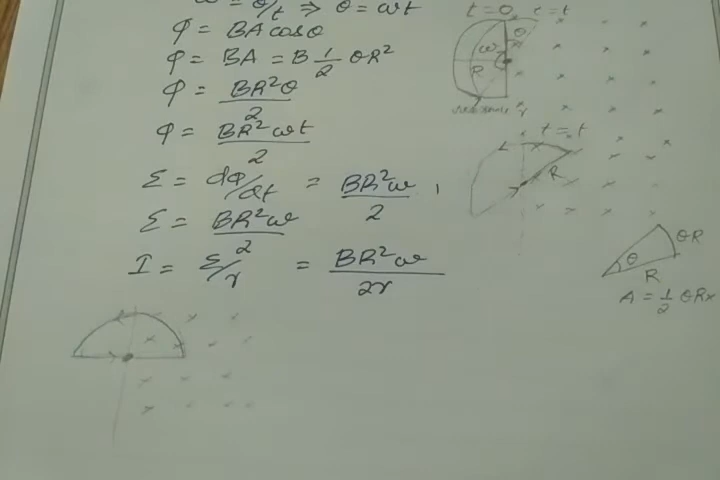 ω = θ/t ⇒ θ = ωt
φ = BA cosθ
φ = BA = B 1/2 θR²
φ = BR²θ/2
φ = BR²ωt/2
Σ = dφ/dt = BR²ω/2,
Σ = BR²ω/2
I = Σ/r = BR²ω/2r
t=0 t=t
θ
ω
R
r
t=t
R
θR
θ
R
A = 1/2 θR×